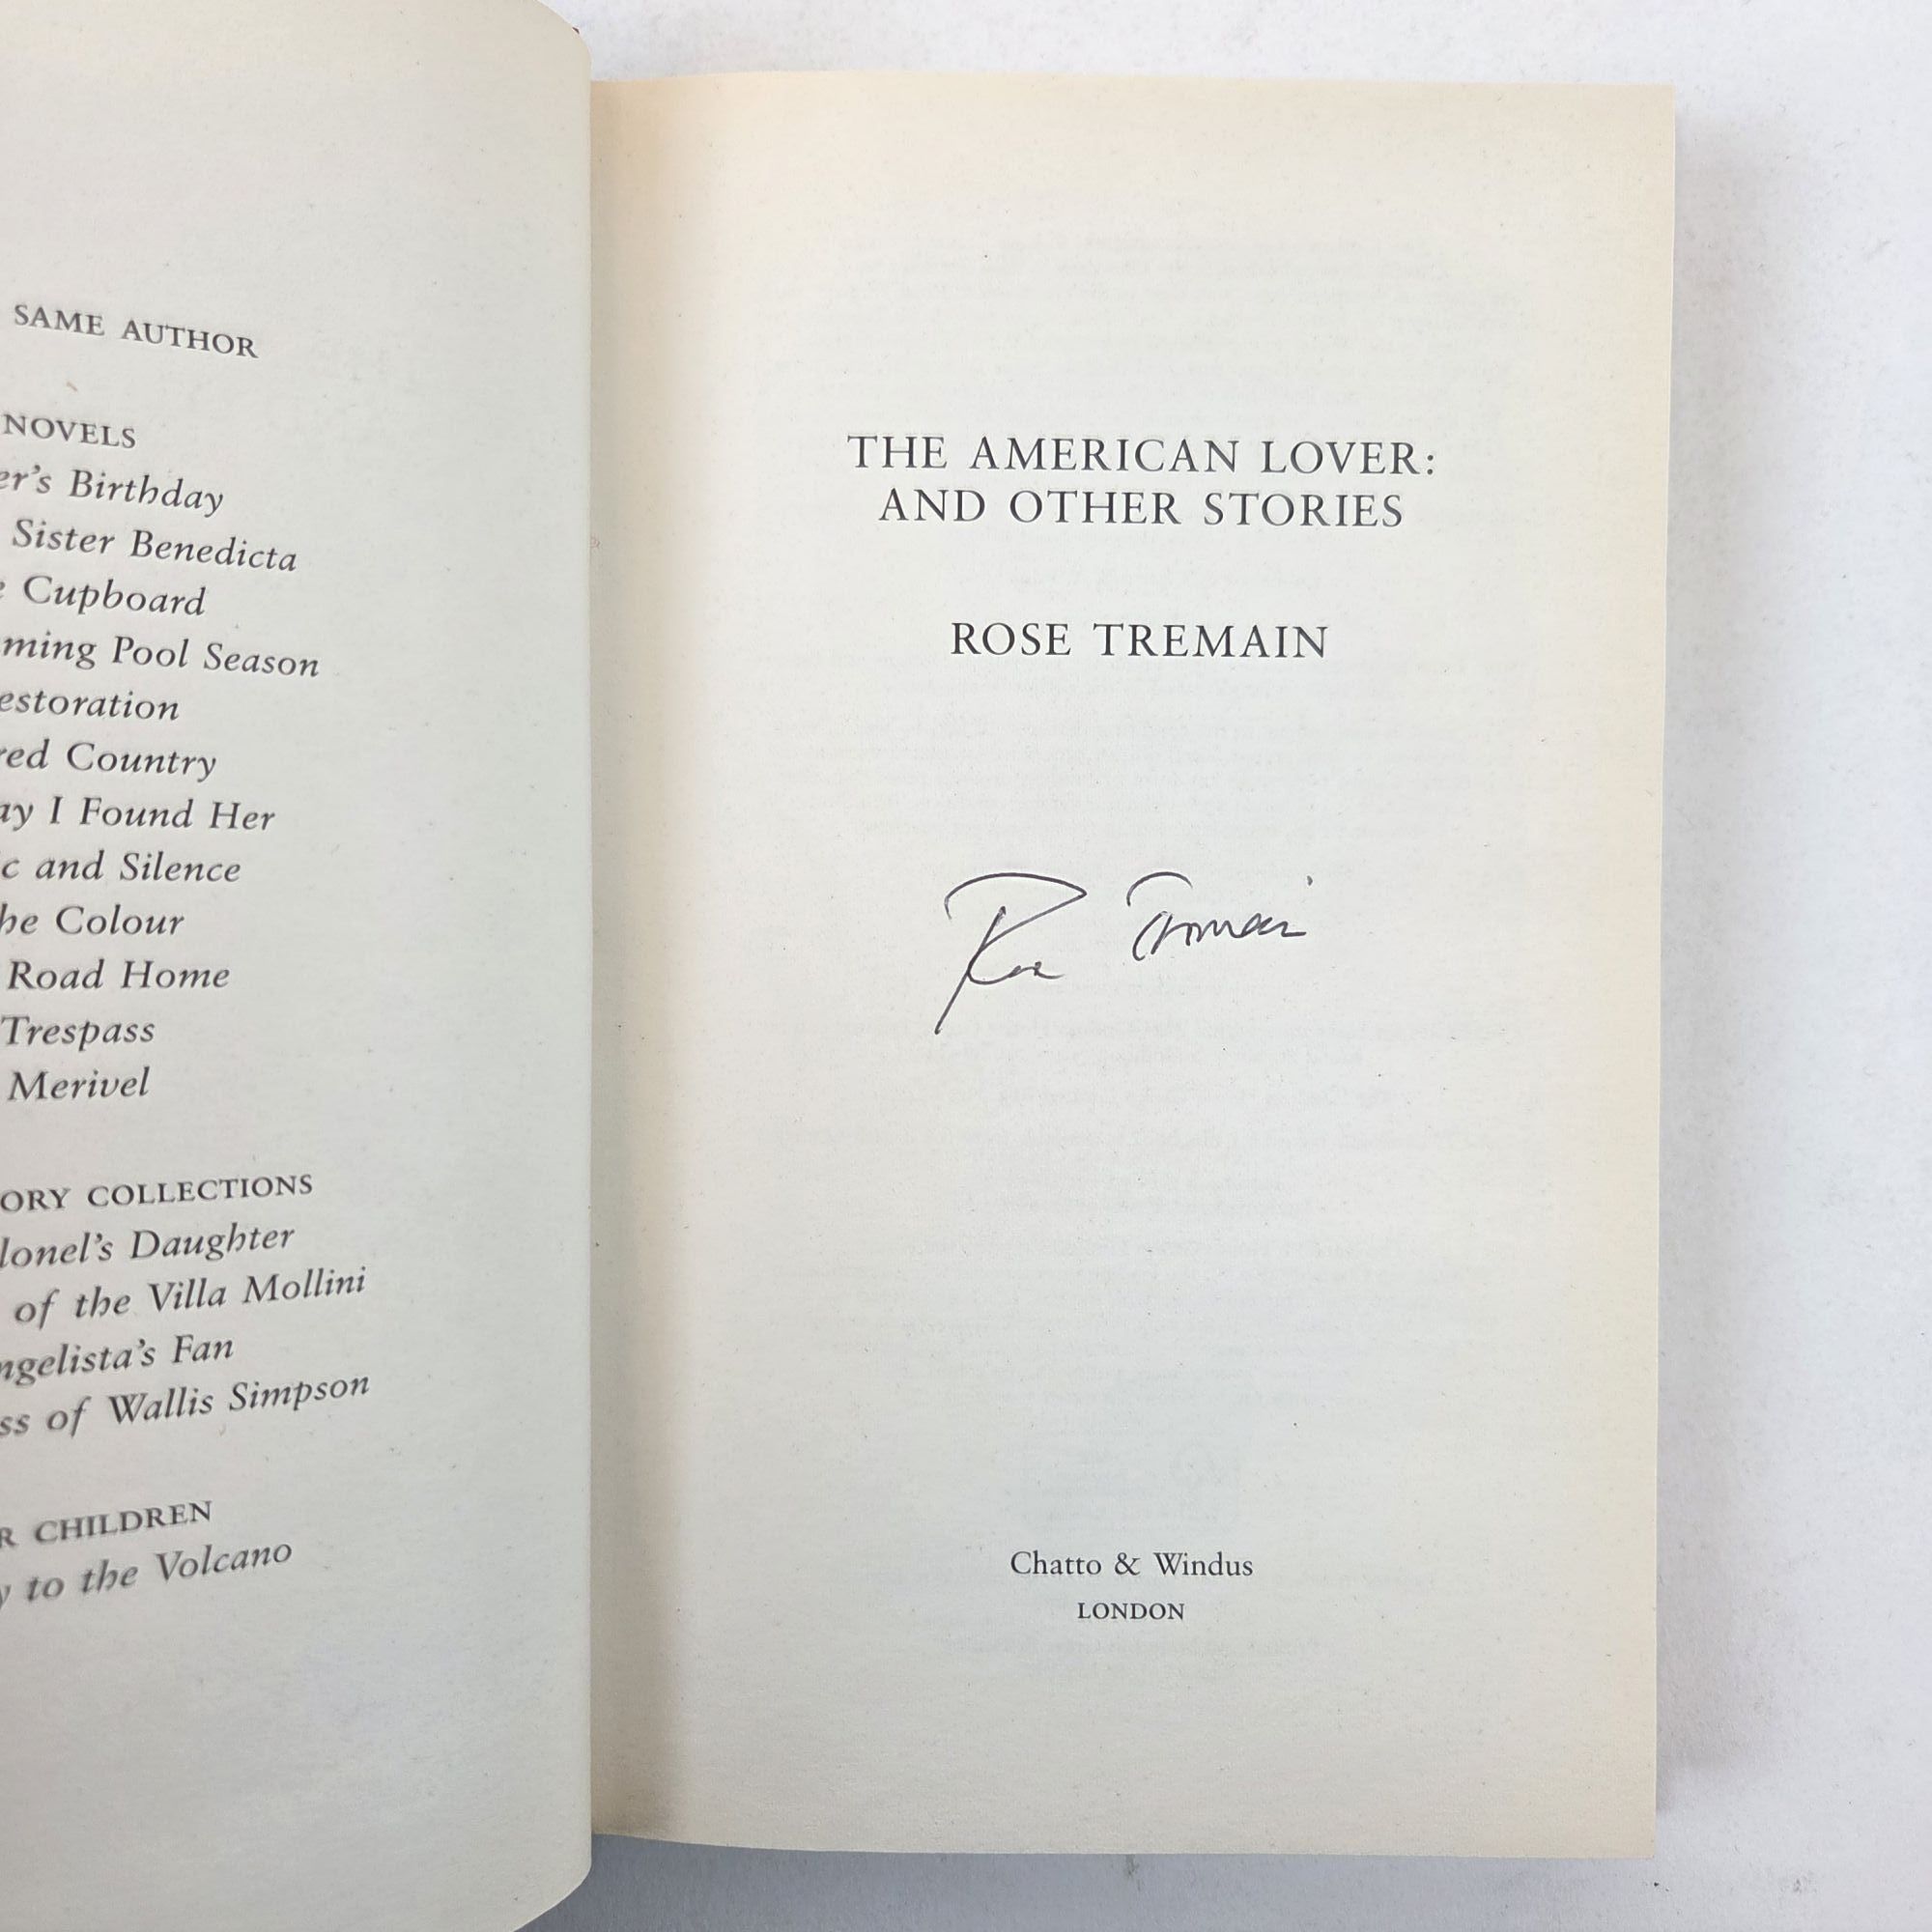 SAME AUTHOR
NOVELS
er's Birthday
Sister Benedicta
e Cupboard
ming Pool Season
estoration
red Country
ay I Found Her
c and Silence
he Colour
Road Home
Trespass
Merivel
ORY COLLECTIONS
lonel's Daughter
of the Villa Mollini
ngelista's Fan
ss of Wallis Simpson
R CHILDREN
y to the Volcano
THE AMERICAN LOVER:
AND OTHER STORIES
ROSE TREMAIN
Rose Tremain
Chatto & Windus
LONDON